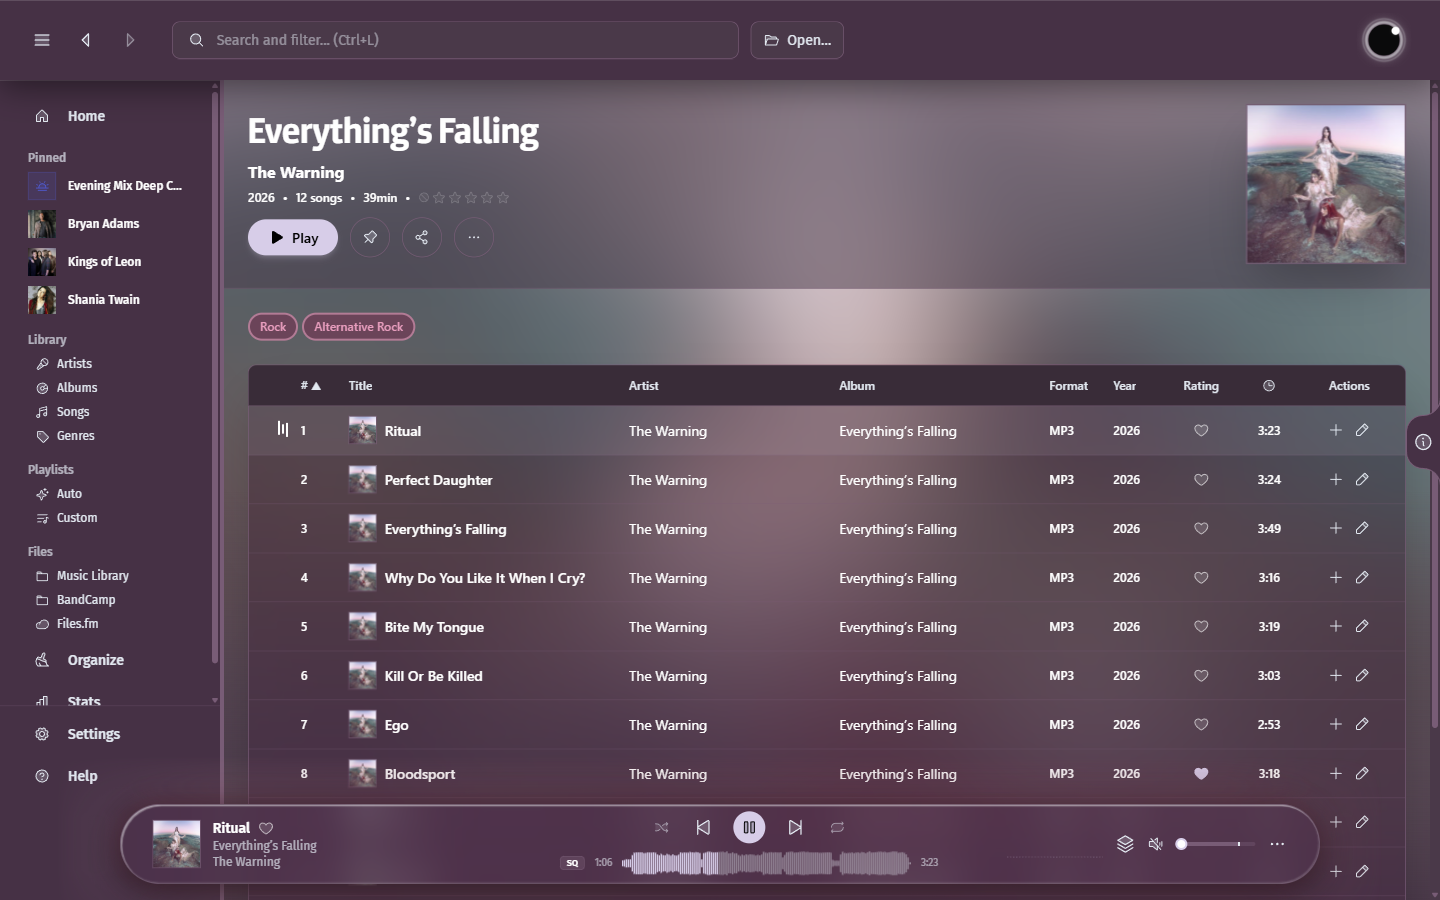 Search and filter... (Ctrl+L)
Open...
Home
Pinned
Evening Mix Deep C...
Bryan Adams
Kings of Leon
Shania Twain
Library
Artists
Albums
Songs
Genres
Playlists
Auto
Custom
Files
Music Library
BandCamp
Files.fm
Organize
Stats
Settings
Help
Everything’s Falling
The Warning
2026 • 12 songs • 39min •
Play
Rock Alternative Rock
# Title Artist Album Format Year Rating Actions
1 Ritual The Warning Everything’s Falling MP3 2026 3:23
2 Perfect Daughter The Warning Everything’s Falling MP3 2026 3:24
3 Everything’s Falling The Warning Everything’s Falling MP3 2026 3:49
4 Why Do You Like It When I Cry? The Warning Everything’s Falling MP3 2026 3:16
5 Bite My Tongue The Warning Everything’s Falling MP3 2026 3:19
6 Kill Or Be Killed The Warning Everything’s Falling MP3 2026 3:03
7 Ego The Warning Everything’s Falling MP3 2026 2:53
8 Bloodsport The Warning Everything’s Falling MP3 2026 3:18
Ritual
Everything’s Falling
The Warning
SQ 1:06 3:23